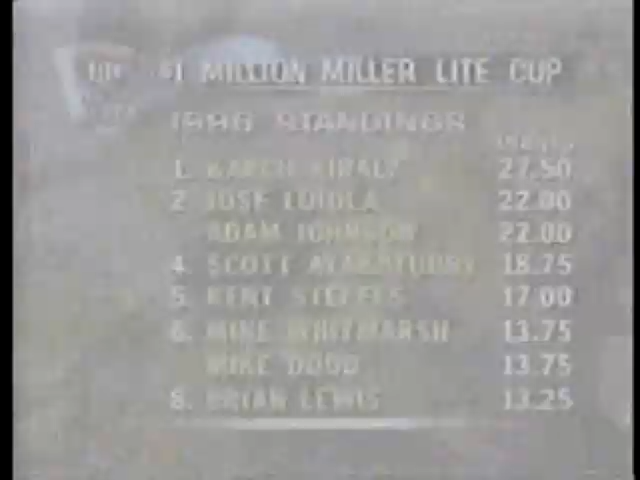 $1 MILLION MILLER LITE CUP
1996 STANDINGS
POINTS
1. KARCH KIRALY 27.50
2. JOSE LOIOLA 22.00
ADAM JOHNSON 22.00
4. SCOTT AYAKATUBBY 18.75
5. KENT STEFFES 17.00
6. MIKE WHITMARSH 13.75
MIKE DODD 13.75
8. BRIAN LEWIS 13.25